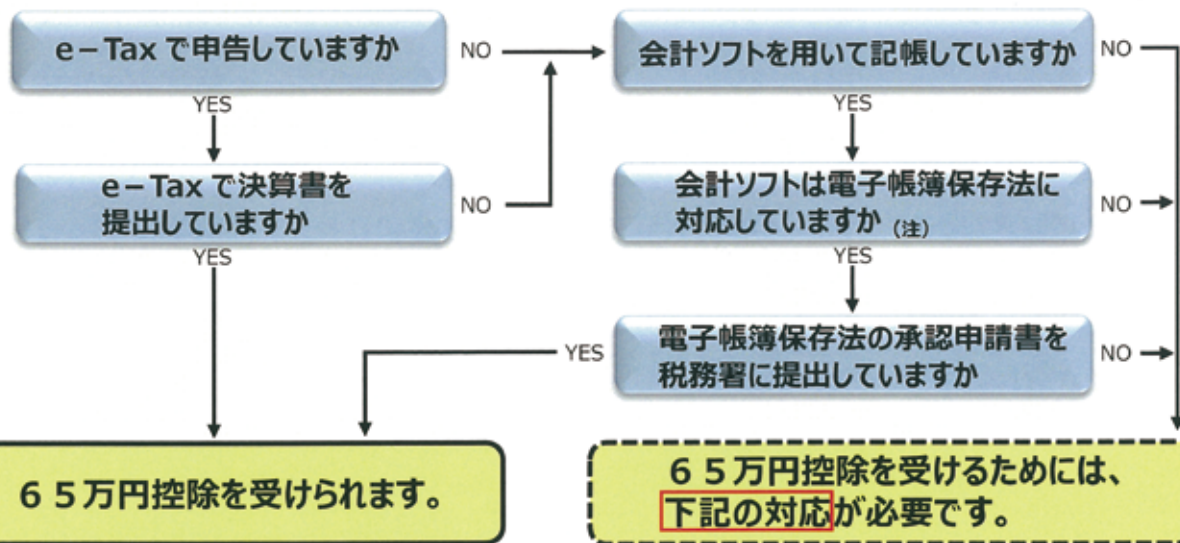 e－Tax で申告していますか
NO
会計ソフトを用いて記帳していますか
NO
YES
YES
e－Tax で決算書を
提出していますか
NO
会計ソフトは電子帳簿保存法に
対応していますか (注)
NO
YES
YES
電子帳簿保存法の承認申請書を
税務署に提出していますか
YES
NO
６５万円控除を受けられます。
６５万円控除を受けるためには、
下記の対応が必要です。